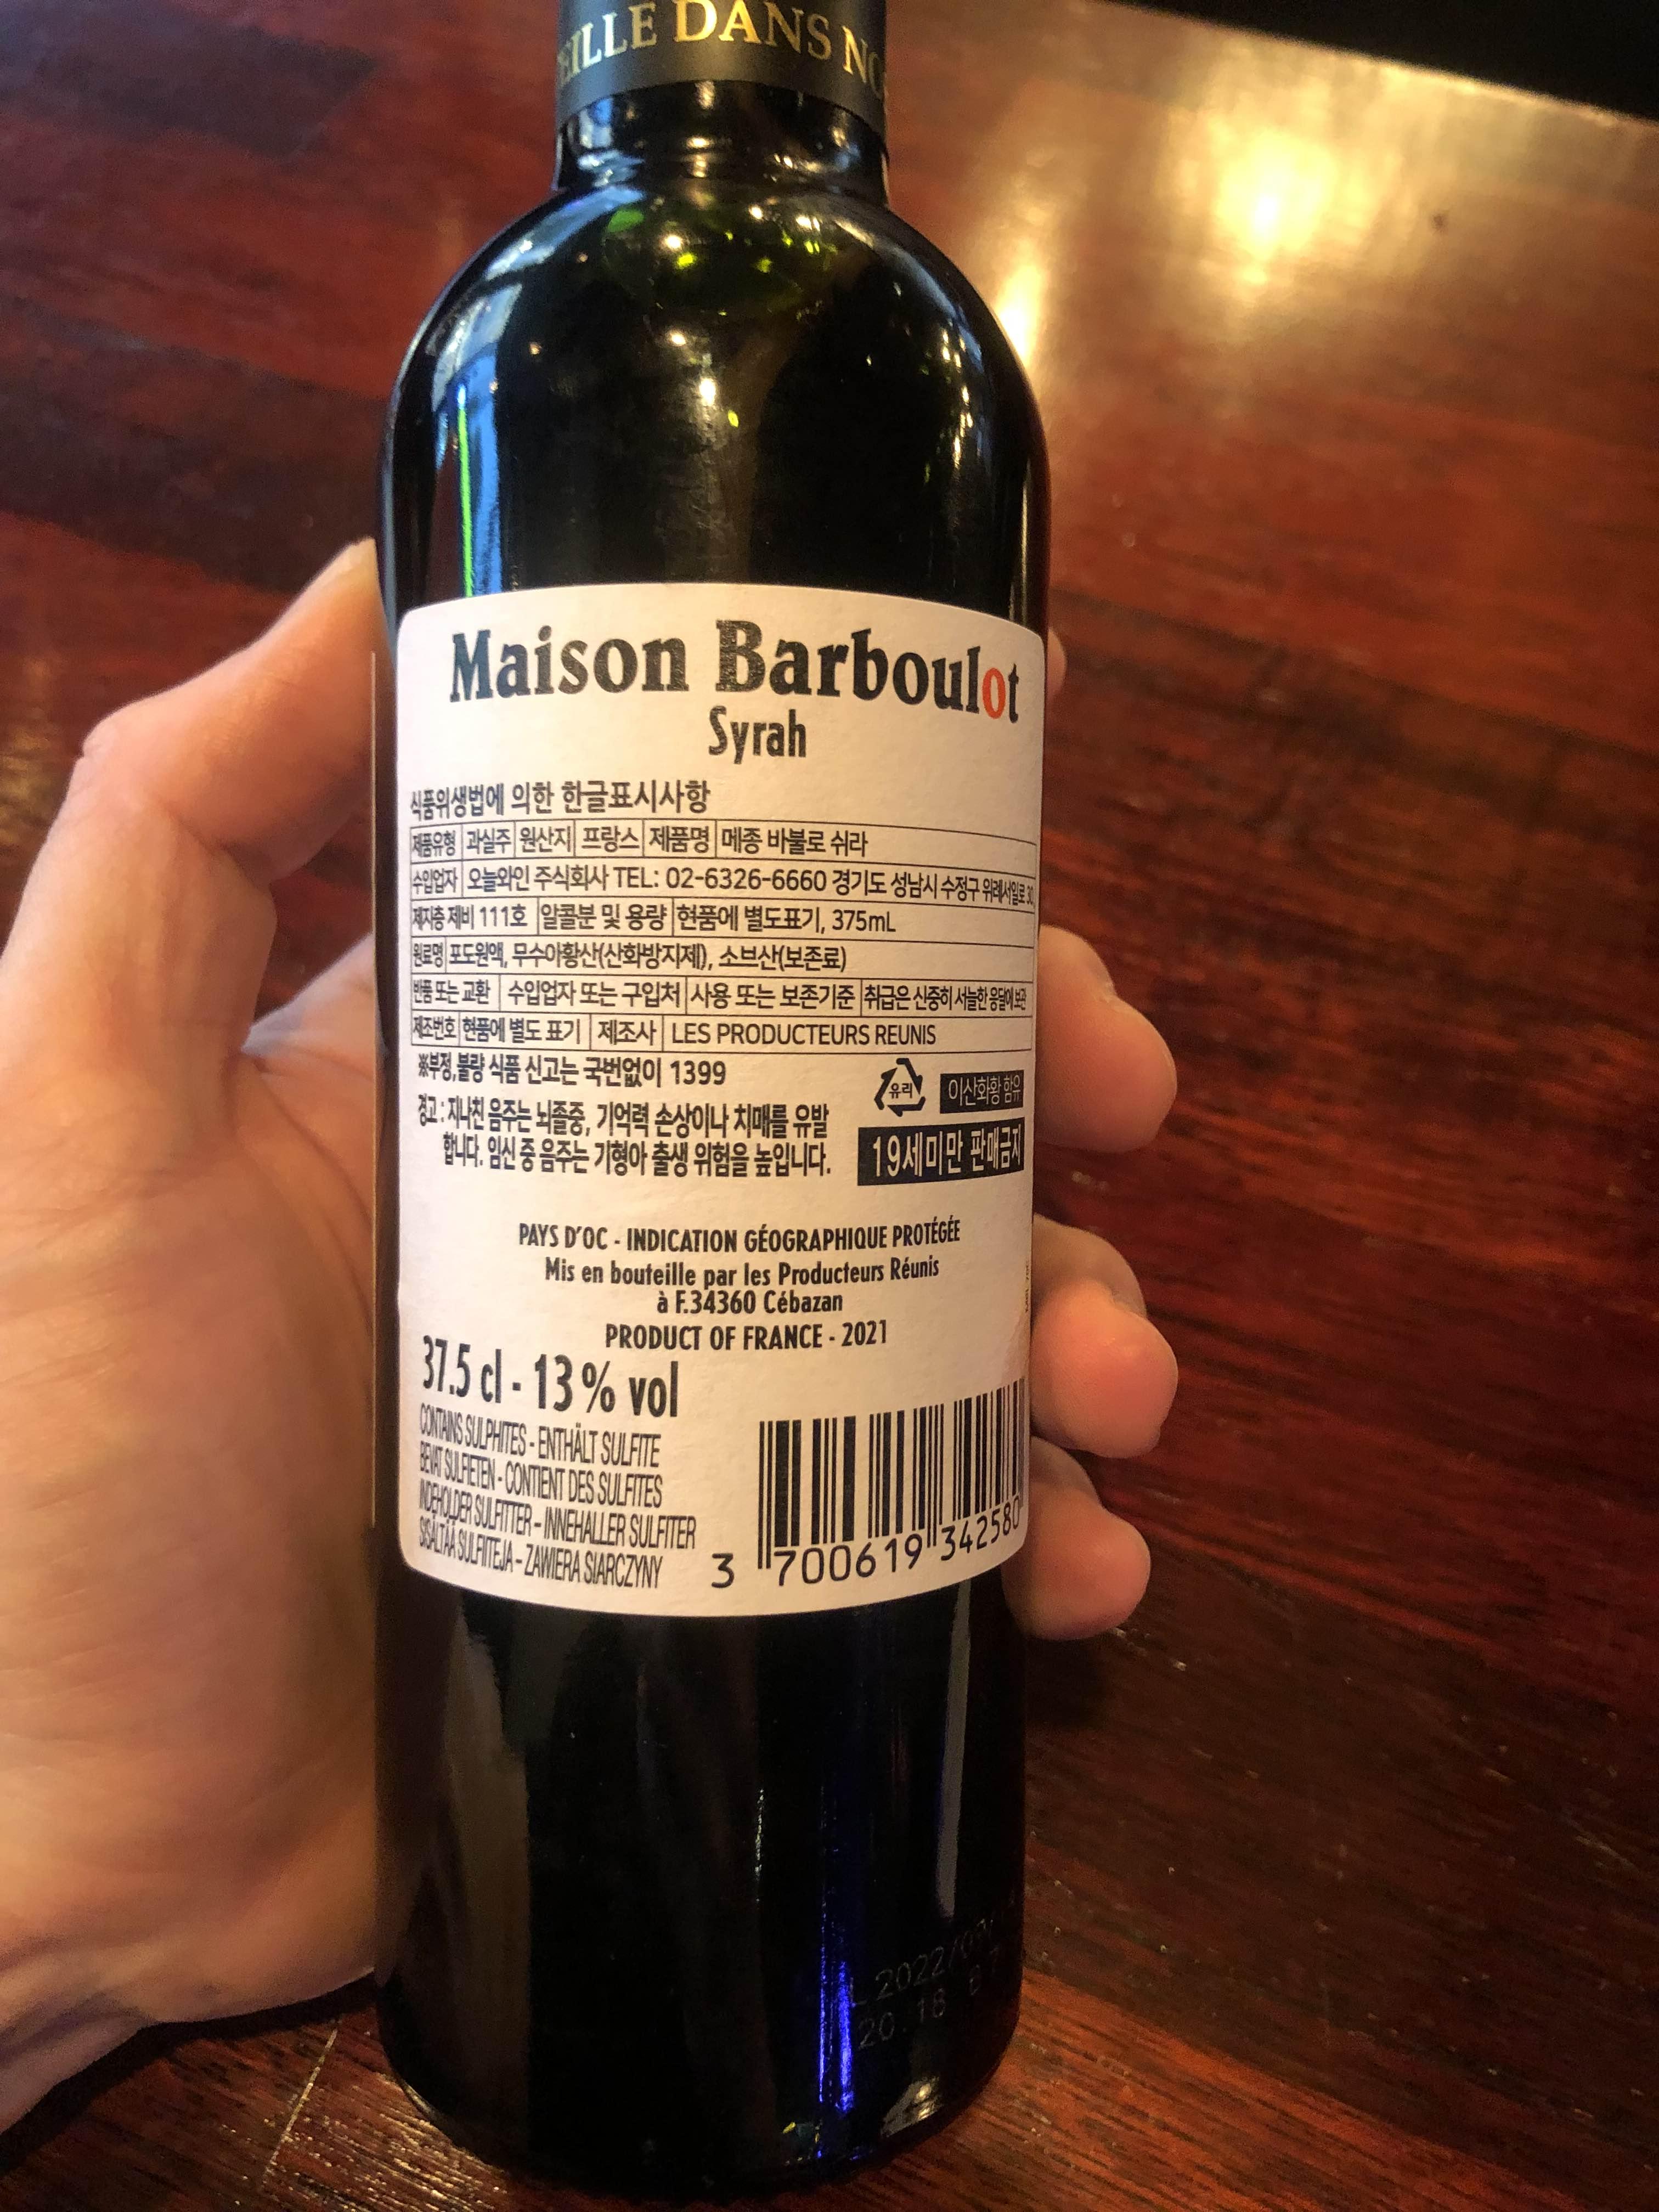 EILLE DANS NO
Maison Barboulot
Syrah
식품위생법에 의한 한글표시사항
제품유형 과실주 원산지 프랑스 제품명 메종 바불로 쉬라
수입업자 오늘와인 주식회사 TEL: 02-6326-6660 경기도 성남시 수정구 위례서일로 30,
제지층 제비 111호 알콜분 및 용량 현품에 별도표기, 375mL
원료명 포도원액, 무수아황산(산화방지제), 소브산(보존료)
반품 또는 교환 수입업자 또는 구입처 사용 또는 보존기준 취급은 신중히 서늘한 응달에 보관
제조번호 현품에 별도 표기 제조사 LES PRODUCTEURS REUNIS
※부정,불량 식품 신고는 국번없이 1399
유리 이산화황 함유
경고 : 지나친 음주는 뇌졸중, 기억력 손상이나 치매를 유발
합니다. 임신 중 음주는 기형아 출생 위험을 높입니다.
19세미만 판매금지
PAYS D'OC - INDICATION GÉOGRAPHIQUE PROTÉGÉE
Mis en bouteille par les Producteurs Réunis
à F.34360 Cébazan
PRODUCT OF FRANCE - 2021
37.5 cl - 13% vol
CONTAINS SULPHITES - ENTHÄLT SULFITE
BEVAT SULFIETEN - CONTIENT DES SULFITES
INDEHOLDER SULFITTER - INNEHALLER SULFITER
SISÄLTÄÄ SULFIITEJA - ZAWIERA SIARCZYNY
3 700619 342580
L 2022/
20:18